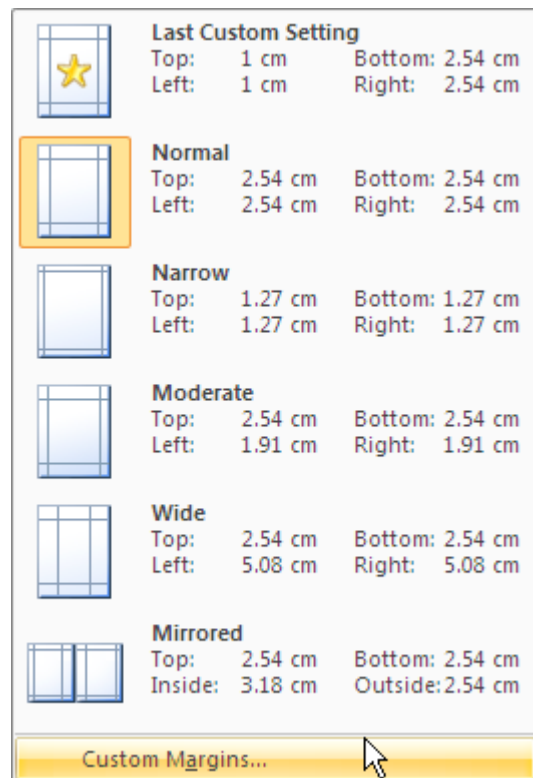 Last Custom Setting
Top: 1 cm Bottom: 2.54 cm
Left: 1 cm Right: 2.54 cm
Normal
Top: 2.54 cm Bottom: 2.54 cm
Left: 2.54 cm Right: 2.54 cm
Narrow
Top: 1.27 cm Bottom: 1.27 cm
Left: 1.27 cm Right: 1.27 cm
Moderate
Top: 2.54 cm Bottom: 2.54 cm
Left: 1.91 cm Right: 1.91 cm
Wide
Top: 2.54 cm Bottom: 2.54 cm
Left: 5.08 cm Right: 5.08 cm
Mirrored
Top: 2.54 cm Bottom: 2.54 cm
Inside: 3.18 cm Outside: 2.54 cm
Custom Margins...